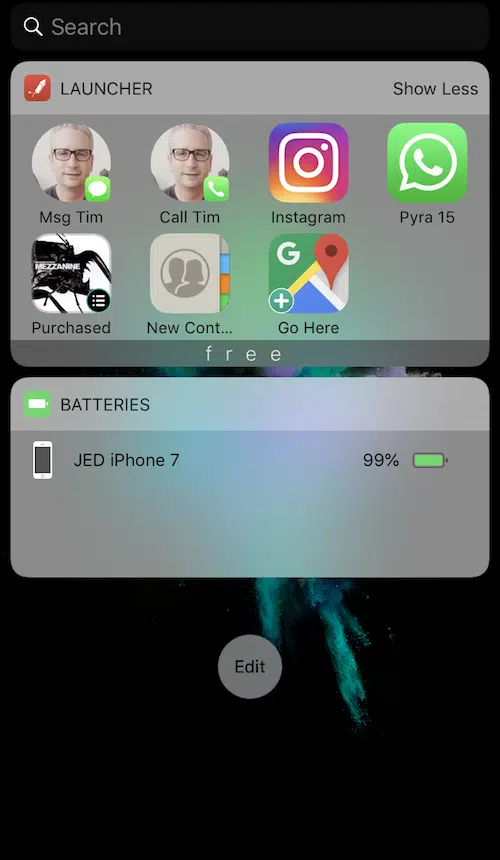 Search
LAUNCHER
Show Less
Msg Tim
Call Tim
Instagram
Pyra 15
MEZZANINE
G
Purchased
New Cont...
Go Here
free
BATTERIES
JED iPhone 7
99%
Edit